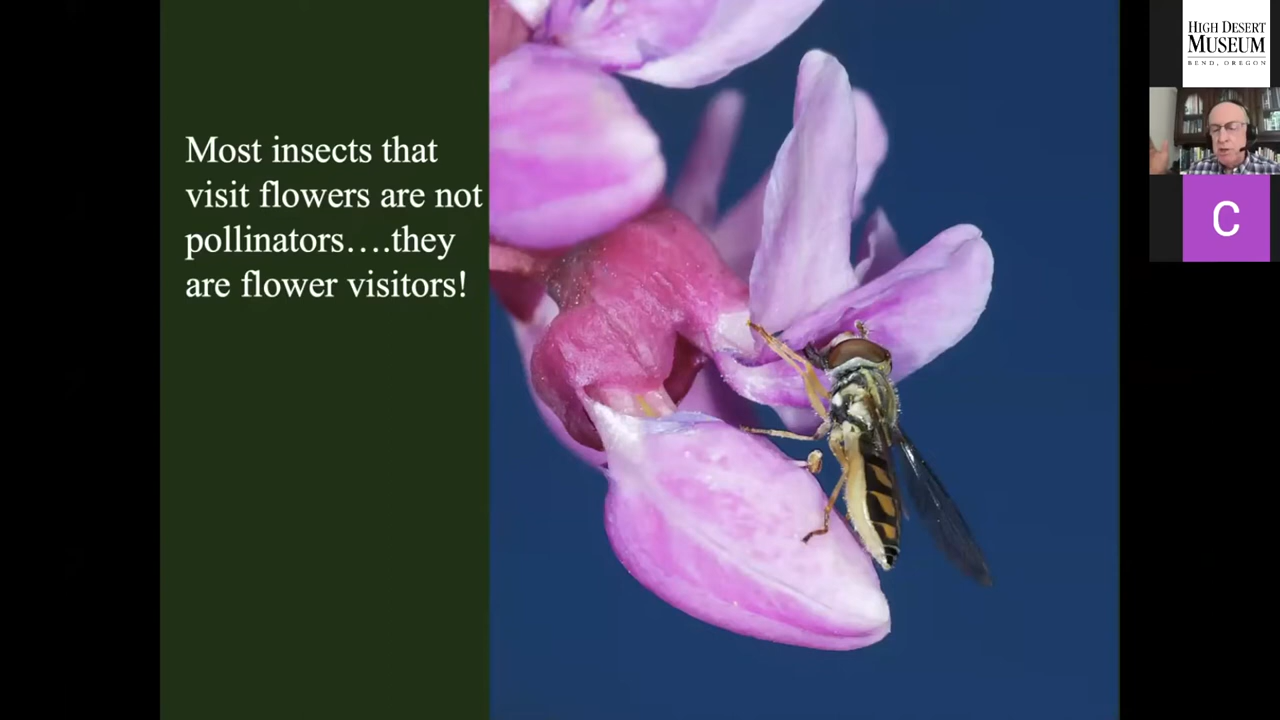 Most insects that
visit flowers are not
pollinators….they
are flower visitors!
HIGH DESERT
MUSEUM
BEND, OREGON
C